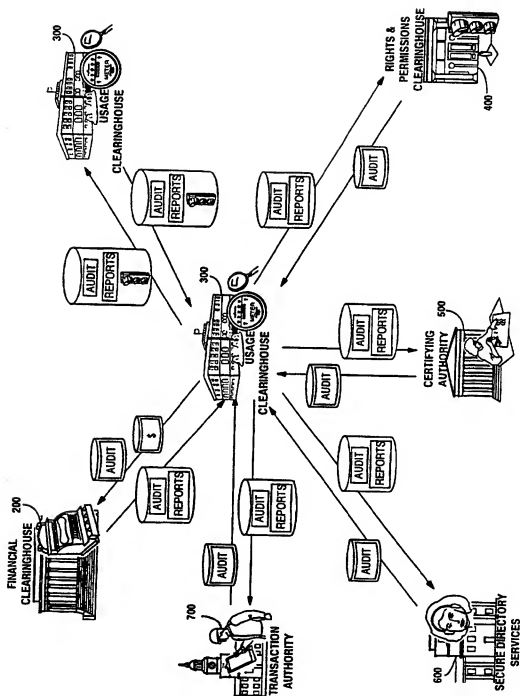 300
USAGE
CLEARINGHOUSE
RIGHTS &
PERMISSIONS
CLEARINGHOUSE
400
AUDIT
REPORTS
AUDIT
REPORTS
AUDIT
REPORTS
AUDIT
FINANCIAL
CLEARINGHOUSE
200
AUDIT
$
AUDIT
REPORTS
300
USAGE
CLEARINGHOUSE
AUDIT
REPORTS
AUDIT
CERTIFYING
AUTHORITY
500
700
TRANSACTION
AUTHORITY
AUDIT
AUDIT
REPORTS
AUDIT
AUDIT
REPORTS
600
SECURE DIRECTORY
SERVICES